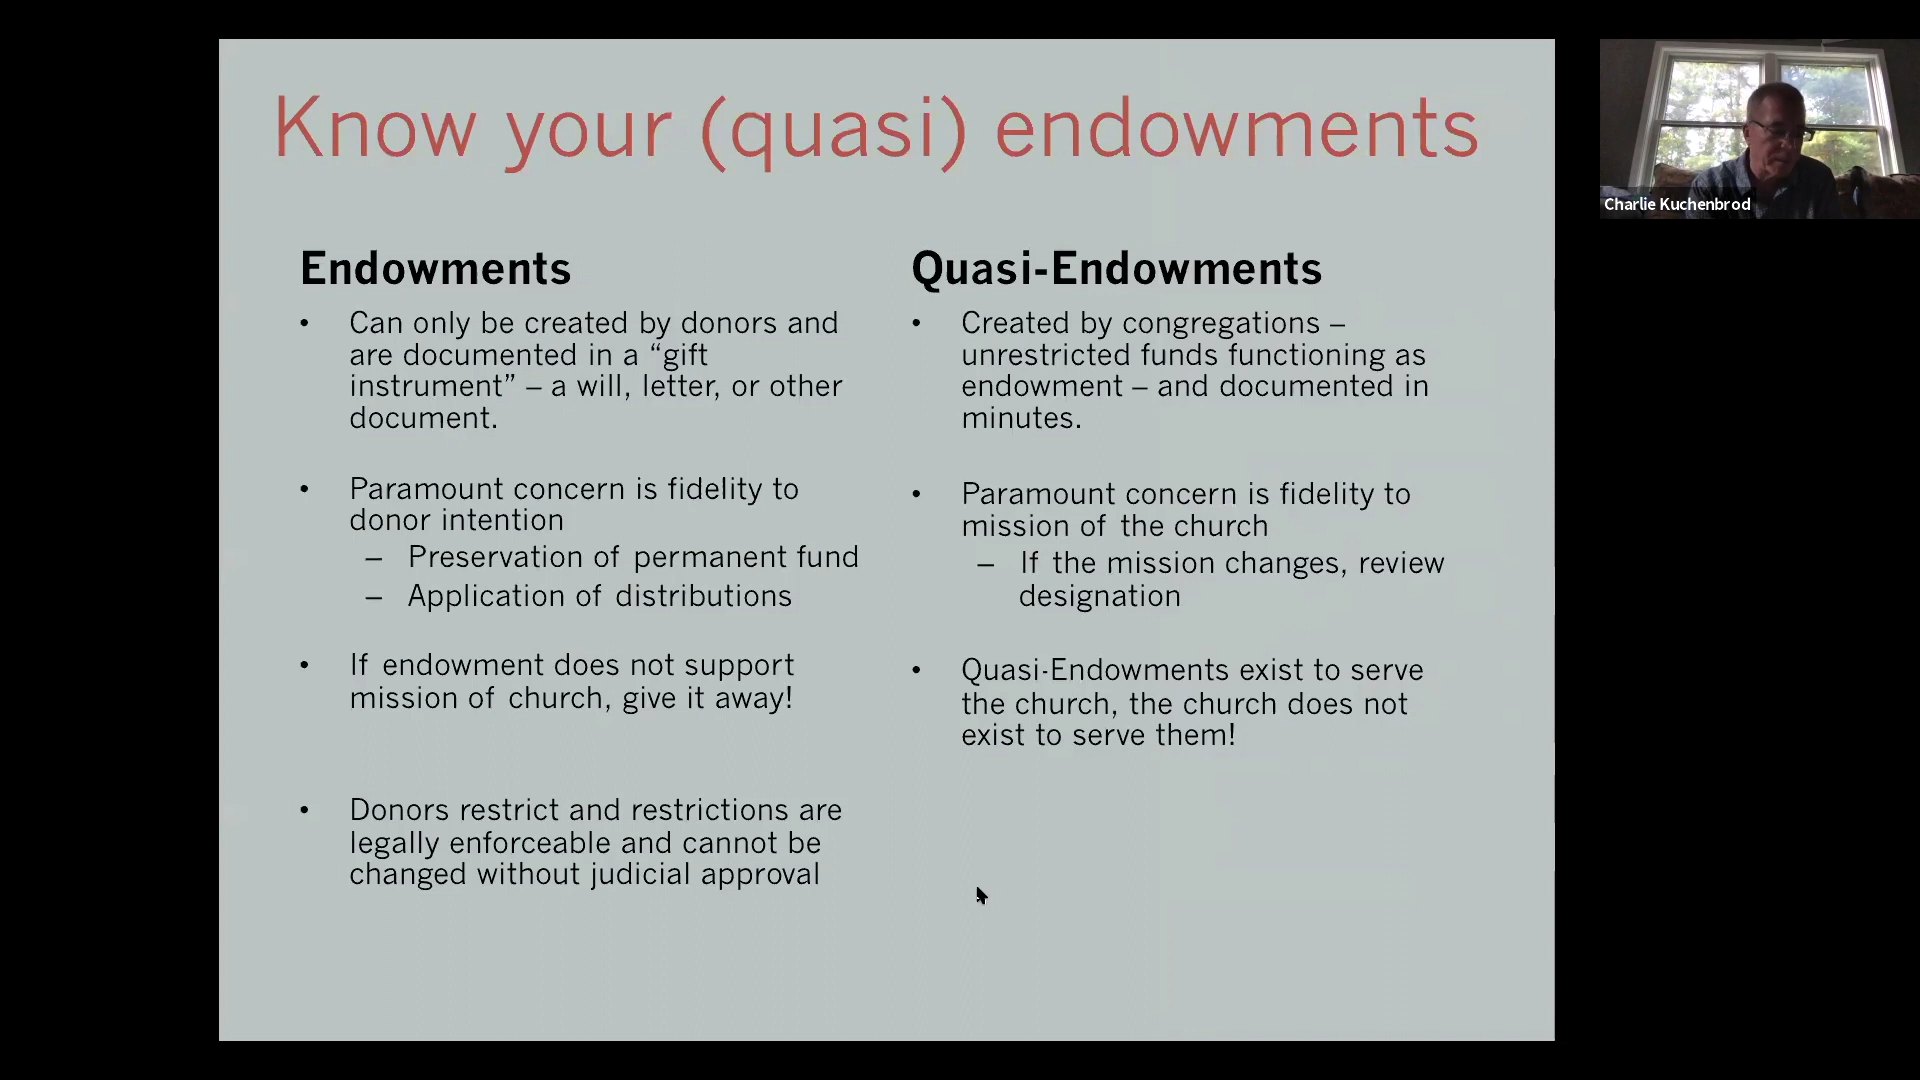 Know your (quasi) endowments
Endowments
• Can only be created by donors and
are documented in a “gift
instrument” – a will, letter, or other
document.
• Paramount concern is fidelity to
donor intention
– Preservation of permanent fund
– Application of distributions
• If endowment does not support
mission of church, give it away!
• Donors restrict and restrictions are
legally enforceable and cannot be
changed without judicial approval
Quasi-Endowments
• Created by congregations –
unrestricted funds functioning as
endowment – and documented in
minutes.
• Paramount concern is fidelity to
mission of the church
– If the mission changes, review
designation
• Quasi-Endowments exist to serve
the church, the church does not
exist to serve them!
Charlie Kuchenbrod